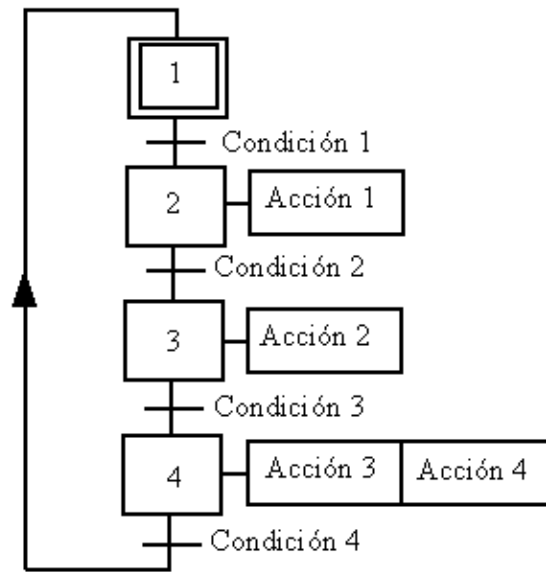 1
Condición 1
2
Acción 1
Condición 2
3
Acción 2
Condición 3
4
Acción 3
Acción 4
Condición 4